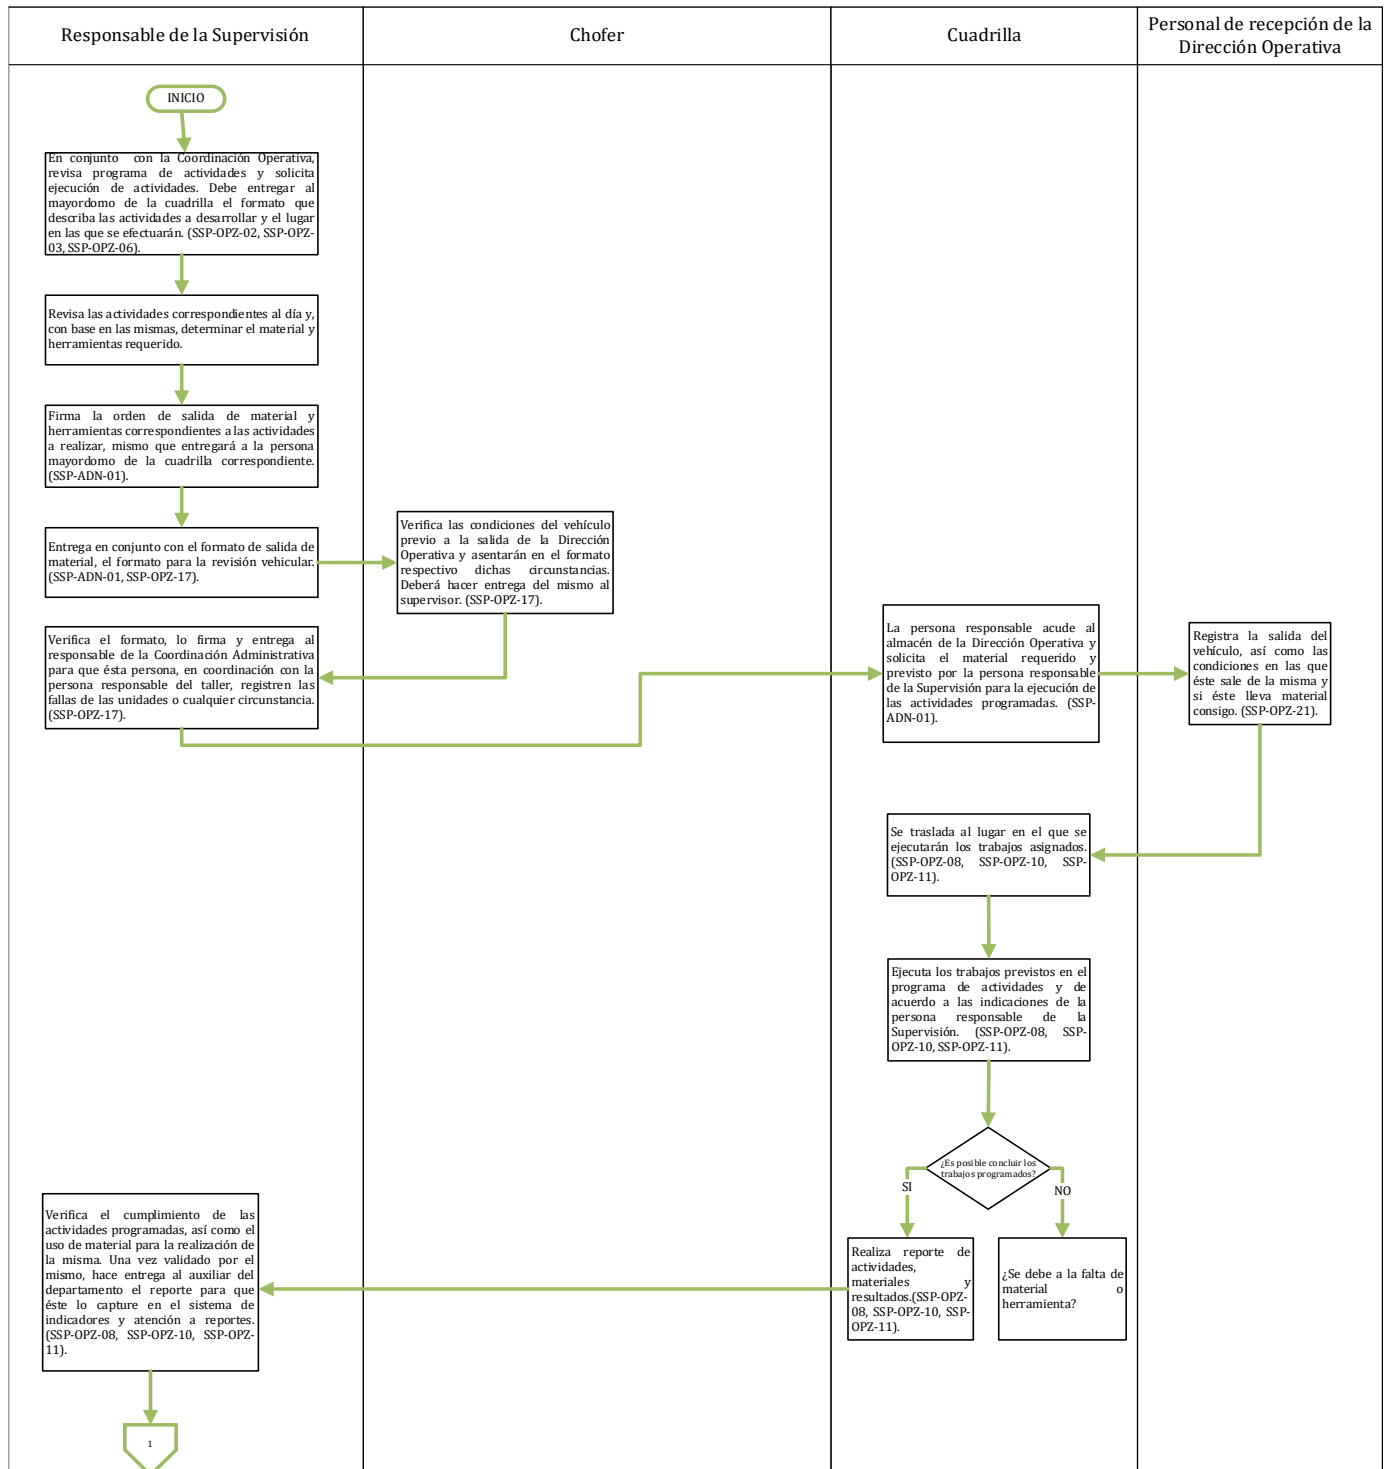 Responsable de la Supervisión
Chofer
Cuadrilla
Personal de recepción de la
Dirección Operativa
INICIO
En conjunto con la Coordinación Operativa,
revisa programa de actividades y solicita
ejecución de actividades. Debe entregar al
mayordomo de la cuadrilla el formato que
describa las actividades a desarrollar y el lugar
en las que se efectuarán. (SSP-OPZ-02, SSP-OPZ-
03, SSP-OPZ-06).
Revisa las actividades correspondientes al día y,
con base en las mismas, determinar el material y
herramientas requerido.
Firma la orden de salida de material y
herramientas correspondientes a las actividades
a realizar, mismo que entregará a la persona
mayordomo de la cuadrilla correspondiente.
(SSP-ADN-01).
Entrega en conjunto con el formato de salida de
material, el formato para la revisión vehicular.
(SSP-ADN-01, SSP-OPZ-17).
Verifica las condiciones del vehículo
previo a la salida de la Dirección
Operativa y asentarán en el formato
respectivo dichas circunstancias.
Deberá hacer entrega del mismo al
supervisor. (SSP-OPZ-17).
Verifica el formato, lo firma y entrega al
responsable de la Coordinación Administrativa
para que ésta persona, en coordinación con la
persona responsable del taller, registren las
fallas de las unidades o cualquier circunstancia.
(SSP-OPZ-17).
La persona responsable acude al
almacén de la Dirección Operativa y
solicita el material requerido y
previsto por la persona responsable
de la Supervisión para la ejecución de
las actividades programadas. (SSP-
ADN-01).
Registra la salida del
vehículo, así como las
condiciones en las que
éste sale de la misma y
si éste lleva material
consigo. (SSP-OPZ-21).
Se traslada al lugar en el que se
ejecutarán los trabajos asignados.
(SSP-OPZ-08, SSP-OPZ-10, SSP-
OPZ-11).
Ejecuta los trabajos previstos en el
programa de actividades y de
acuerdo a las indicaciones de la
persona responsable de la
Supervisión. (SSP-OPZ-08, SSP-
OPZ-10, SSP-OPZ-11).
¿Es posible concluir los
trabajos programados?
SI
NO
Realiza reporte de
actividades,
materiales y
resultados.(SSP-OPZ-
08, SSP-OPZ-10, SSP-
OPZ-11).
¿Se debe a la falta de
material o
herramienta?
Verifica el cumplimiento de las
actividades programadas, así como el
uso de material para la realización de
la misma. Una vez validado por el
mismo, hace entrega al auxiliar del
departamento el reporte para que
éste lo capture en el sistema de
indicadores y atención a reportes.
(SSP-OPZ-08, SSP-OPZ-10, SSP-OPZ-
11).
1